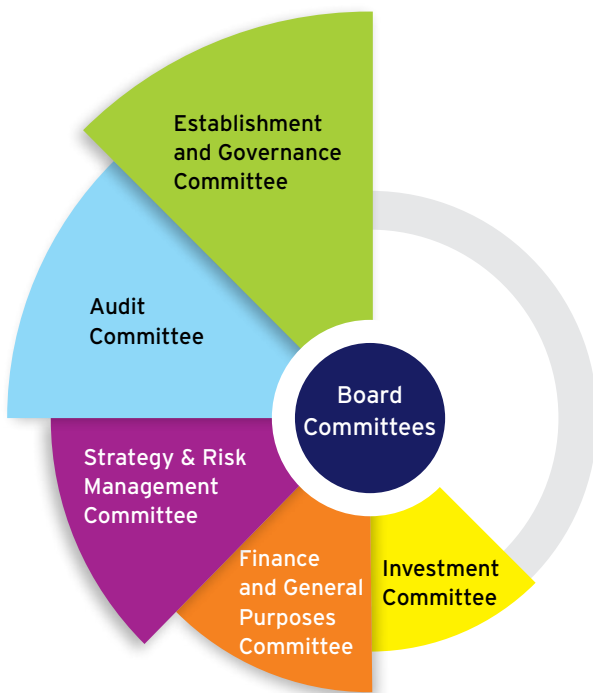 Establishment
and Governance
Committee
Audit
Committee
Board
Committees
Strategy & Risk
Management
Committee
Finance
and General
Purposes
Committee
Investment
Committee